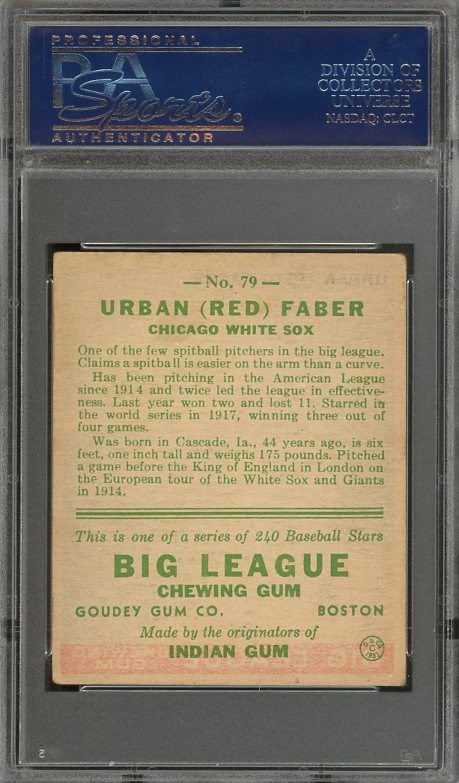 PROFESSIONAL
PSA
Sports®
AUTHENTICATOR
A
DIVISION OF
COLLECTORS
UNIVERSE
NASDAQ: CLCT
— No. 79 —
URBAN (RED) FABER
CHICAGO WHITE SOX
One of the few spitball pitchers in the big league.
Claims a spitball is easier on the arm than a curve.
Has been pitching in the American League
since 1914 and twice led the league in effective-
ness. Last year won two and lost 11. Starred in
the world series in 1917, winning three out of
four games.
Was born in Cascade, Ia., 44 years ago, is six
feet, one inch tall and weighs 175 pounds. Pitched
a game before the King of England in London on
the European tour of the White Sox and Giants
in 1914.
This is one of a series of 240 Baseball Stars
BIG LEAGUE
CHEWING GUM
GOUDEY GUM CO. BOSTON
Made by the originators of
INDIAN GUM